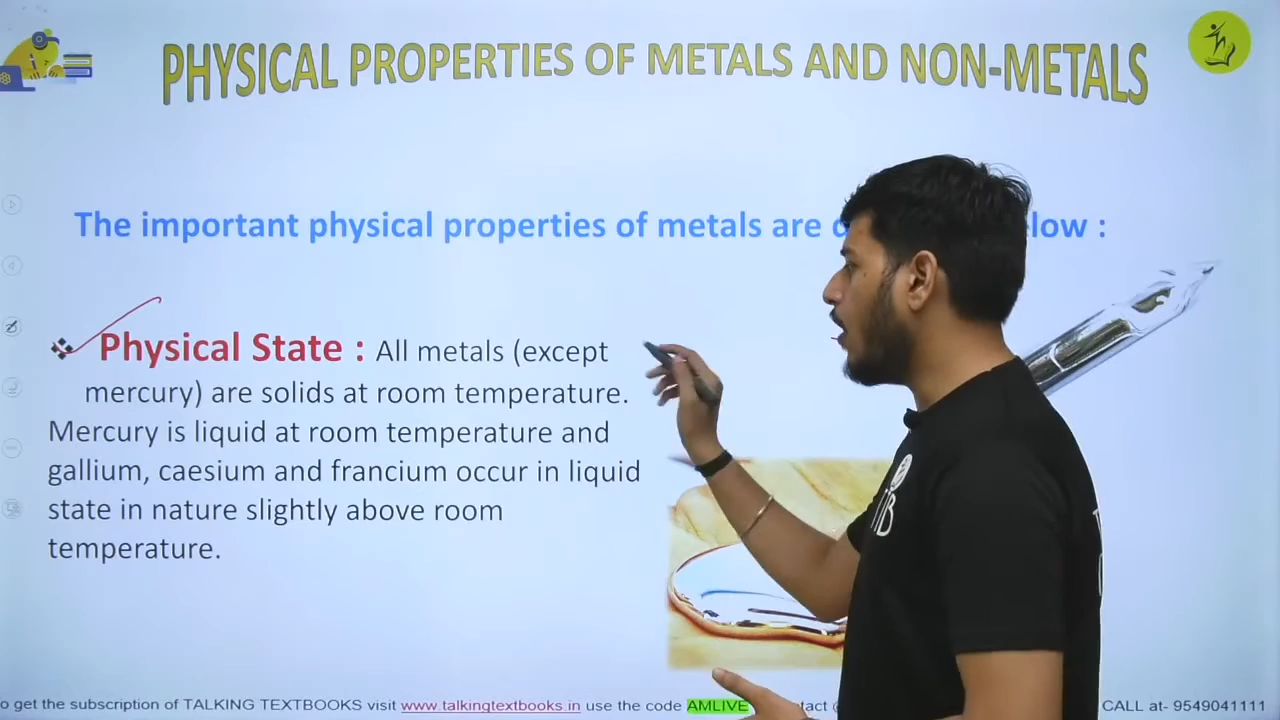 PHYSICAL PROPERTIES OF METALS AND NON-METALS
The important physical properties of metals are low :
Physical State : All metals (except
mercury) are solids at room temperature.
Mercury is liquid at room temperature and
gallium, caesium and francium occur in liquid
state in nature slightly above room
temperature.
to get the subscription of TALKING TEXTBOOKS visit www.talkingtextbooks.in use the code AMLIVE CALL at- 9549041111